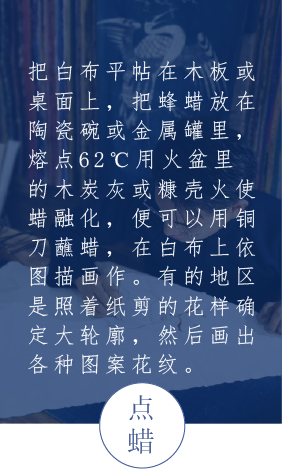 把白布平帖在木板或
桌面上，把蜂蜡放在
陶瓷碗或金属罐里，
熔点62℃用火盆里
的木炭灰或糠壳火使
蜡融化，便可以用铜
刀蘸蜡，在白布上依
图描画作。有的地区
是照着纸剪的花样确
定大轮廓，然后画出
各种图案花纹。
点
蜡